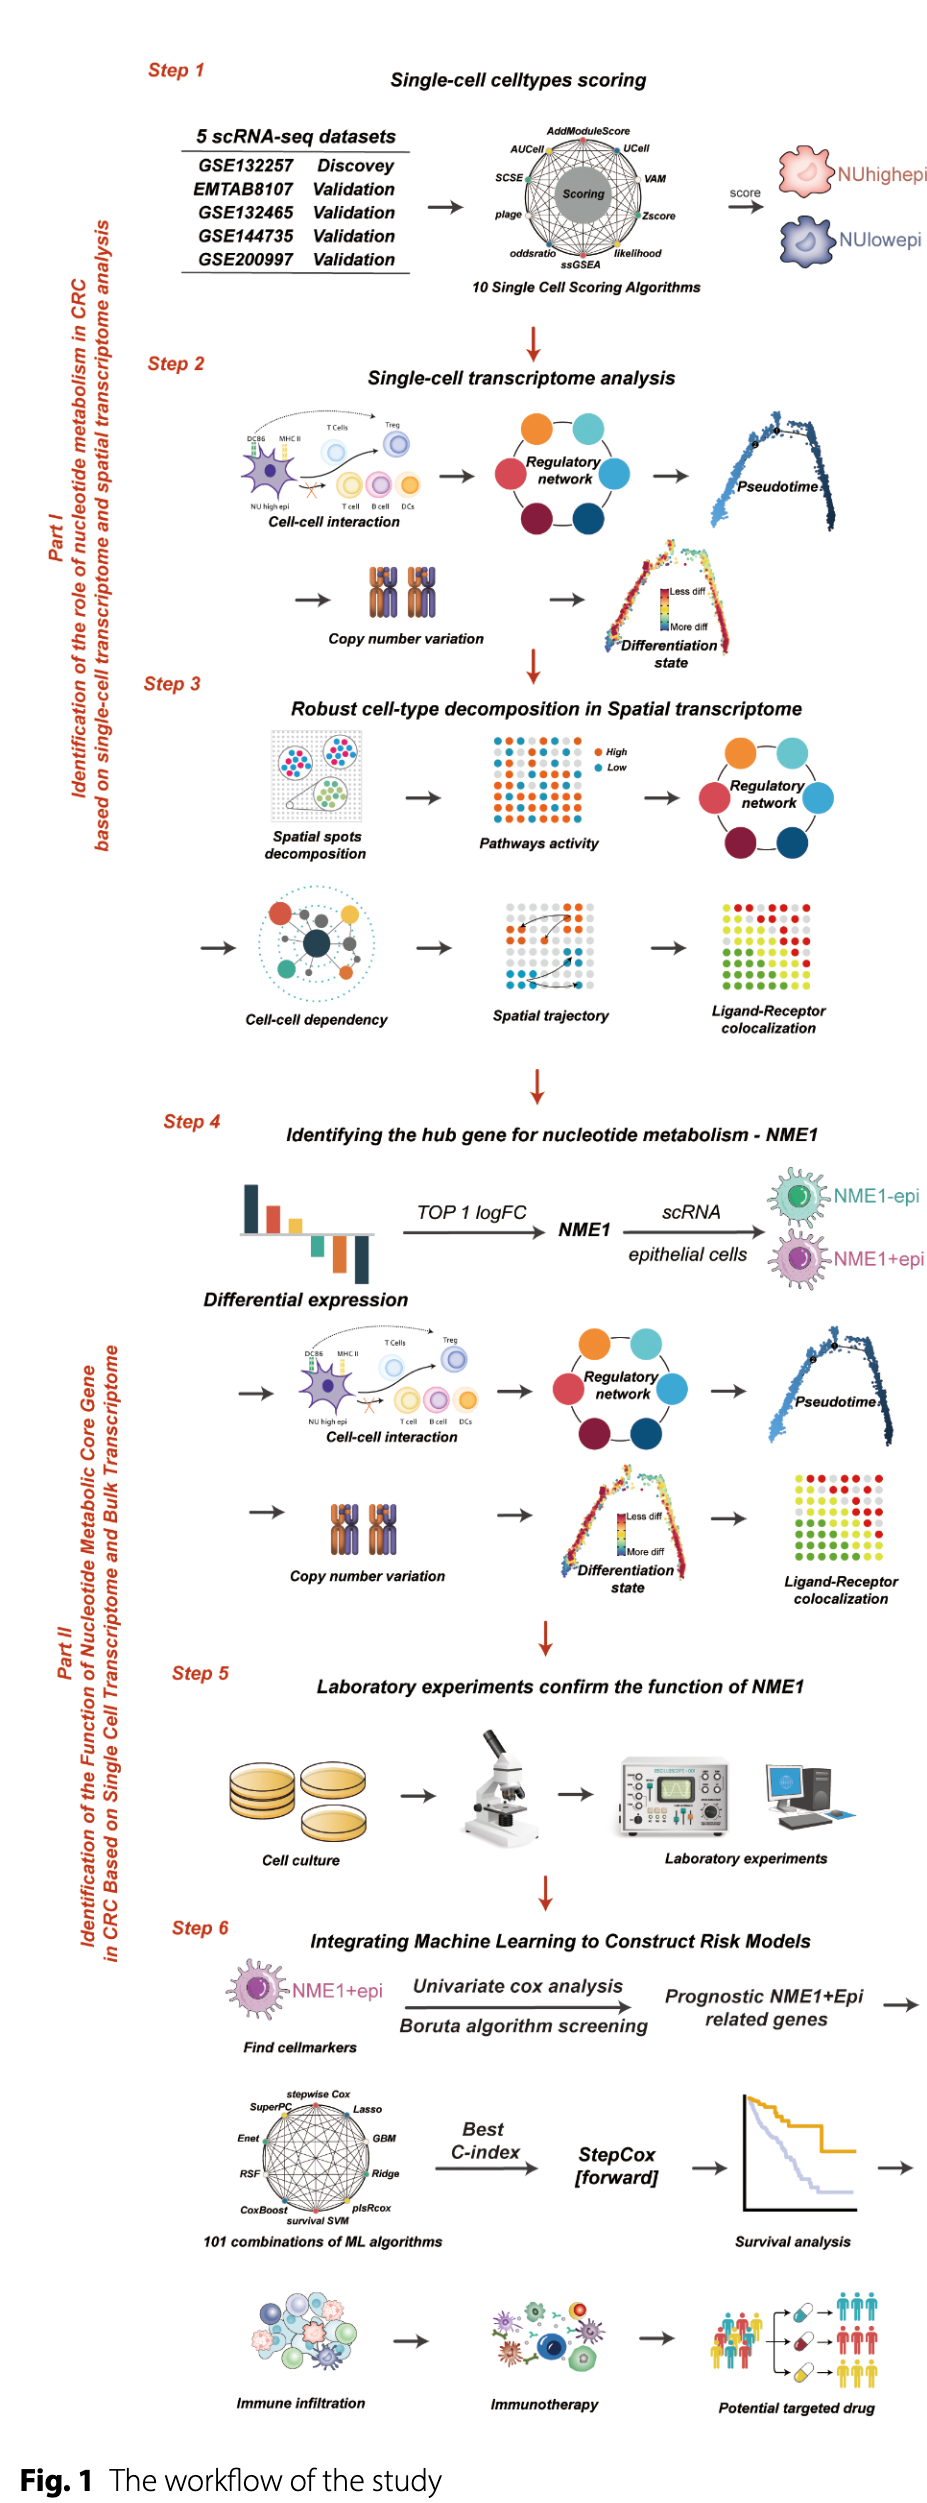 Step 1
Single-cell celltypes scoring
5 scRNA-seq datasets
GSE132257 Discovey
EMTAB8107 Validation
GSE132465 Validation
GSE144735 Validation
GSE200997 Validation
AddModuleScore
AUCell
UCell
SCSE
VAM
Scoring
plage
Zscore
oddsratio
likelihood
ssGSEA
10 Single Cell Scoring Algorithms
score
NUhighepi
NUlowepi
Part I
Identification of the role of nucleotide metabolism in CRC
based on single-cell transcriptome and spatial transcriptome analysis
Step 2
Single-cell transcriptome analysis
DC86
MHC II
T Cells
Treg
NU high epi
T cell
B cell
DCs
Cell-cell interaction
Regulatory
network
Pseudotime
1
2
Copy number variation
Less diff
More diff
Differentiation
state
Step 3
Robust cell-type decomposition in Spatial transcriptome
Spatial spots
decomposition
High
Low
Pathways activity
Regulatory
network
Cell-cell dependency
Spatial trajectory
Ligand-Receptor
colocalization
Step 4
Identifying the hub gene for nucleotide metabolism - NME1
Differential expression
TOP 1 logFC
NME1
scRNA
epithelial cells
NME1-epi
NME1+epi
Part II
Identification of the Function of Nucleotide Metabolic Core Gene
in CRC Based on Single Cell Transcriptome and Bulk Transcriptome
DC86
MHC II
T Cells
Treg
NU high epi
T cell
B cell
DCs
Cell-cell interaction
Regulatory
network
Pseudotime
1
2
Copy number variation
Less diff
More diff
Differentiation
state
Ligand-Receptor
colocalization
Step 5
Laboratory experiments confirm the function of NME1
Cell culture
Laboratory experiments
Step 6
Integrating Machine Learning to Construct Risk Models
NME1+epi
Find cellmarkers
Univariate cox analysis
Boruta algorithm screening
Prognostic NME1+Epi
related genes
stepwise Cox
SuperPC
Lasso
Enet
GBM
RSF
Ridge
CoxBoost
plsRcox
survival SVM
101 combinations of ML algorithms
Best
C-index
StepCox
[forward]
Survival analysis
Immune infiltration
Immunotherapy
Potential targeted drug
Fig. 1 The workflow of the study